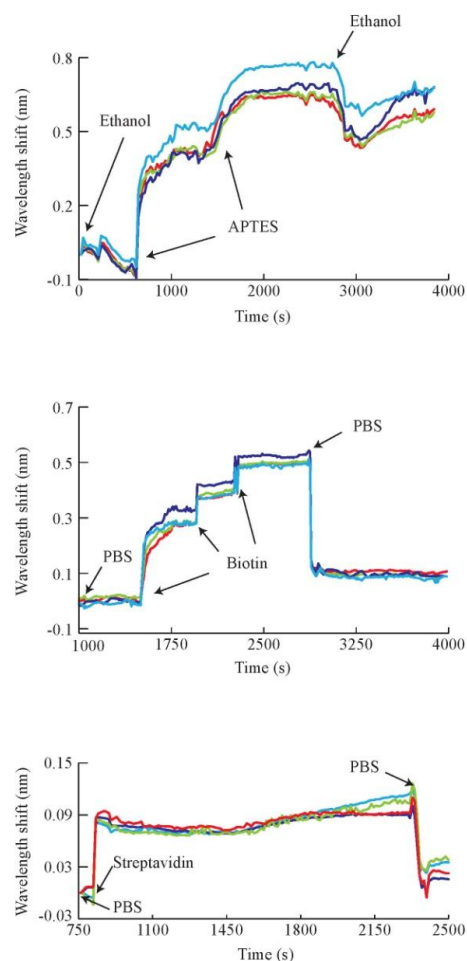 Ethanol
0.8
Wavelength shift (nm)
0.5
Ethanol
0.2
APTES
-0.1
0 1000 2000 3000 4000
Time (s)
0.7
PBS
Wavelength shift (nm)
0.5
0.3
PBS
Biotin
0.1
-0.1
1000 1750 2500 3250 4000
Time (s)
0.15
PBS
Wavelength shift (nm)
0.09
0.03
Streptavidin
PBS
-0.03
750 1100 1450 1800 2150 2500
Time (s)